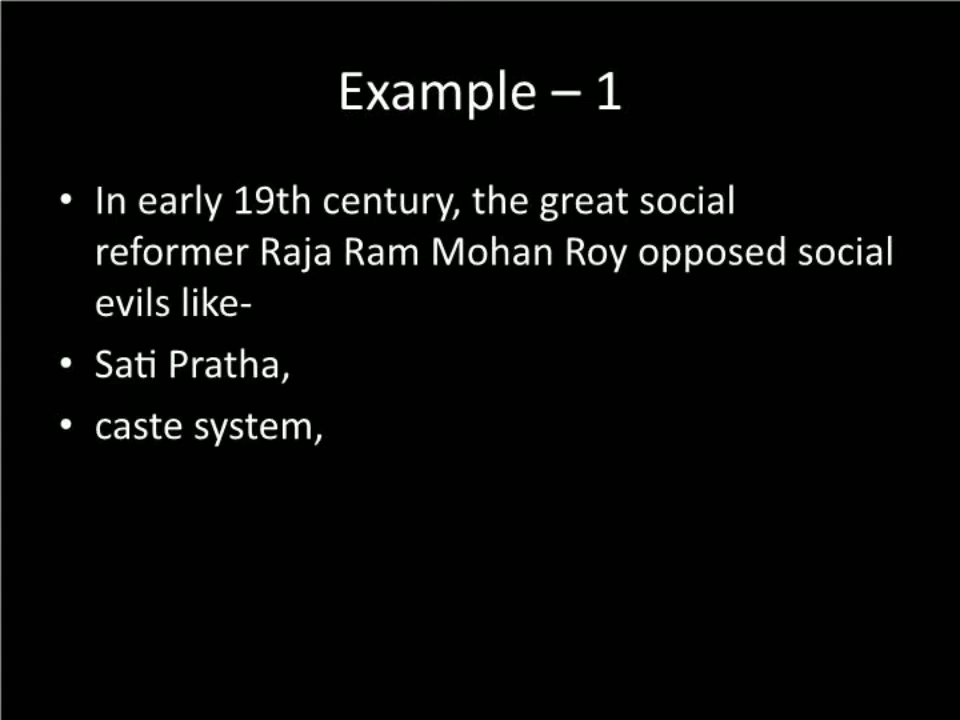 Example – 1
• In early 19th century, the great social
reformer Raja Ram Mohan Roy opposed social
evils like-
• Sati Pratha,
• caste system,